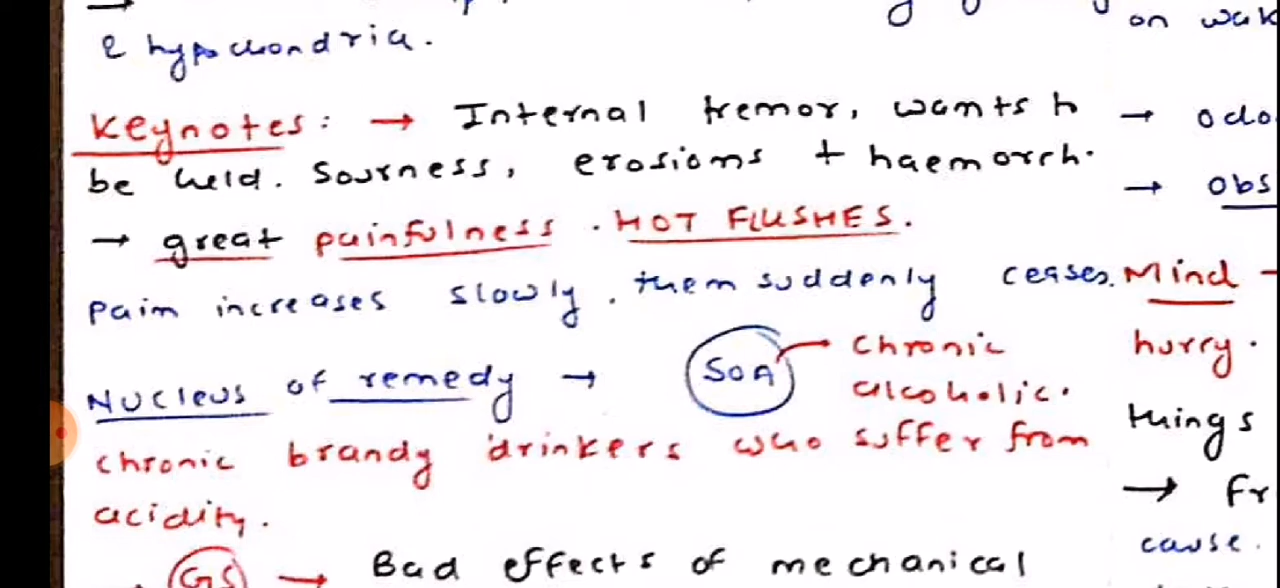 →
e hypochondria.
Keynotes: → Internal tremor, wants to
be held. Sourness, erosions + haemorrh.
→ great painfulness. HOT FLUSHES.
Pain increases slowly, then suddenly ceases.
Nucleus of remedy → SOA → chronic
alcoholic.
chronic brandy drinkers who suffer from
acidity.
GS → Bad effects of mechanical
on wak
→ odo
→ obs
Mind -
hurry.
things
→ Fr
cause.